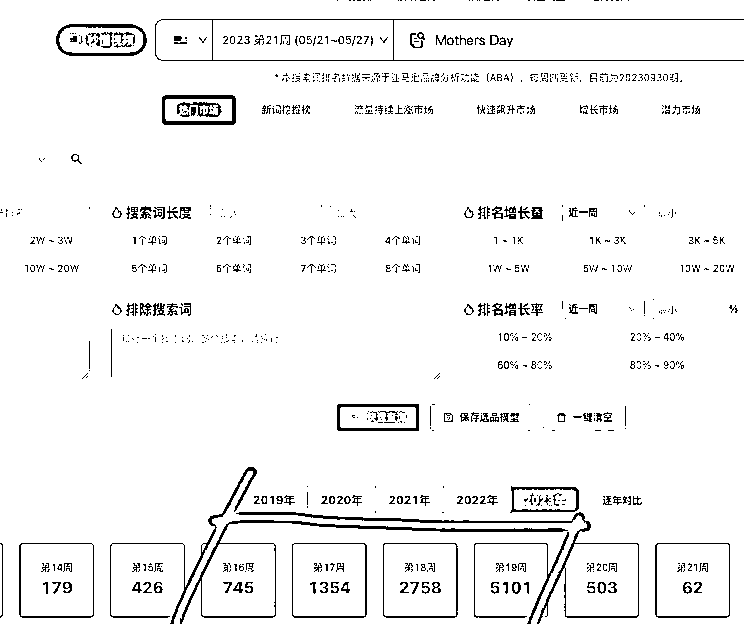 2023 第21周 (05/21~05/27) Mothers Day
* 本搜索词排名数据来源于亚马逊品牌分析功能（ABA），每周四更新，目前为20230930期。
热门市场 新词挖掘榜 流量持续上涨市场 快速飙升市场 增长市场 潜力市场
搜索词长度 排名增长量 近一周 最小
2W ~ 3W 1个单词 2个单词 3个单词 4个单词 1 ~ 1K 1K ~ 3K 3K ~ 5K
10W ~ 20W 5个单词 6个单词 7个单词 8个单词 1W ~ 5W 5W ~ 10W 10W ~ 20W
排除搜索词 排名增长率 近一周 最小 %
10% ~ 20% 20% ~ 40%
60% ~ 80% 80% ~ 90%
保存选品模型 一键清空
2019年 2020年 2021年 2022年 逐年对比
第14周 第15周 第16周 第17周 第18周 第19周 第20周 第21周
179 426 745 1354 2758 5101 503 62